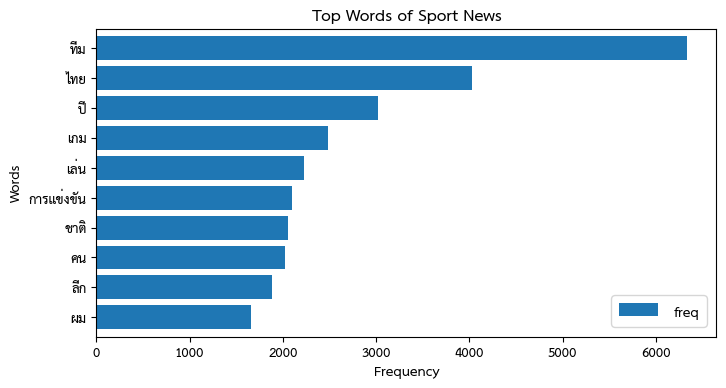 Top Words of Sport News
Words
ทีม
ไทย
ปี
เกม
เล่น
การแข่งขัน
ชาติ
คน
ลีก
ผม
freq
0 1000 2000 3000 4000 5000 6000
Frequency